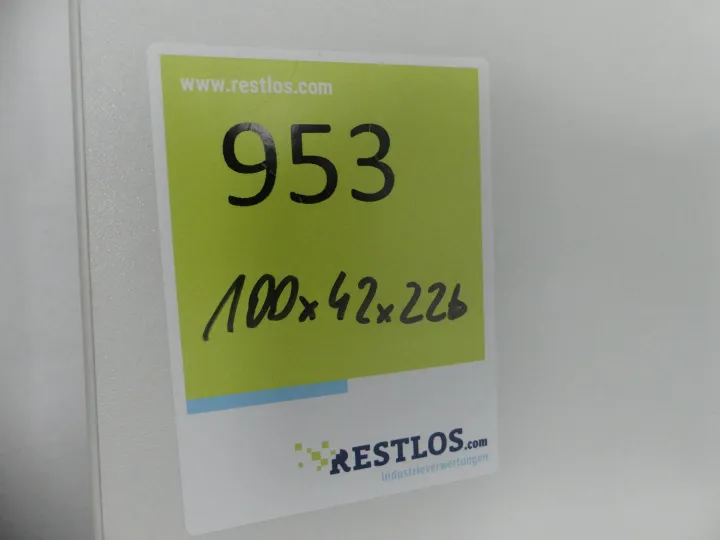 www.restlos.com
953
100x42x226
RESTLOS.com
industrieverwertungen